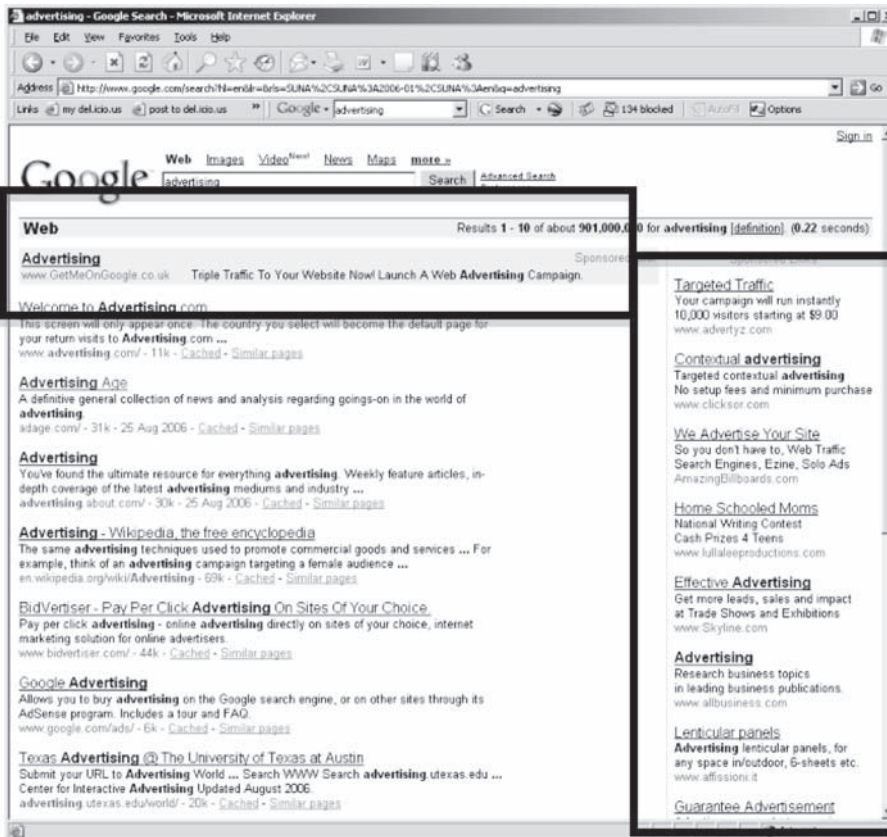 advertising - Google Search - Microsoft Internet Explorer
File Edit View Favorites Tools Help
Address http://www.google.com/search?hl=en&lr=&rls=SUNA%2CSUNA%3A2006-01%2CSUNA%3Aen&q=advertising Go
Links my del.icio.us post to del.icio.us » Google advertising Search 134 blocked AutoFill Options
Sign in
Google
Web Images Video New! News Maps more »
advertising Search Advanced Search
Web Results 1 - 10 of about 901,000,000 for advertising [definition]. (0.22 seconds)
Advertising Sponsored
www.GetMeOnGoogle.co.uk Triple Traffic To Your Website Now! Launch A Web Advertising Campaign.
Welcome to Advertising.com
This screen will only appear once. The country you select will become the default page for
your return visits to Advertising.com ...
www.advertising.com/ - 11k - Cached - Similar pages
Advertising Age
A definitive general collection of news and analysis regarding goings-on in the world of
advertising.
adage.com/ - 31k - 25 Aug 2006 - Cached - Similar pages
Advertising
You've found the ultimate resource for everything advertising. Weekly feature articles, in-
depth coverage of the latest advertising mediums and industry ...
advertising.about.com/ - 30k - 25 Aug 2006 - Cached - Similar pages
Advertising - Wikipedia, the free encyclopedia
The same advertising techniques used to promote commercial goods and services ... For
example, think of an advertising campaign targeting a female audience ...
en.wikipedia.org/wiki/Advertising - 69k - Cached - Similar pages
BidVertiser - Pay Per Click Advertising On Sites Of Your Choice.
Pay per click advertising - online advertising directly on sites of your choice, internet
marketing solution for online advertisers.
www.bidvertiser.com/ - 44k - Cached - Similar pages
Google Advertising
Allows you to buy advertising on the Google search engine, or on other sites through its
AdSense program. Includes a tour and FAQ.
www.google.com/ads/ - 6k - Cached - Similar pages
Texas Advertising @ The University of Texas at Austin
Submit your URL to Advertising World ... Search WWW Search advertising.utexas.edu ...
Center for Interactive Advertising Updated August 2006.
advertising.utexas.edu/world/ - 20k - Cached - Similar pages
Sponsored Links
Targeted Traffic
Your campaign will run instantly
10,000 visitors starting at $9.00
www.advertyz.com
Contextual advertising
Targeted contextual advertising
No setup fees and minimum purchase
www.clicksor.com
We Advertise Your Site
So you don't have to, Web Traffic
Search Engines, Ezine, Solo Ads
AmazingBillboards.com
Home Schooled Moms
National Writing Contest
Cash Prizes 4 Teens
www.lullaleeproductions.com
Effective Advertising
Get more leads, sales and impact
at Trade Shows and Exhibitions
www.Skyline.com
Advertising
Research business topics
in leading business publications.
www.allbusiness.com
Lenticular panels
Advertising lenticular panels, for
any space in/outdoor, 6-sheets etc.
www.affissioni.it
Guarantee Advertisement